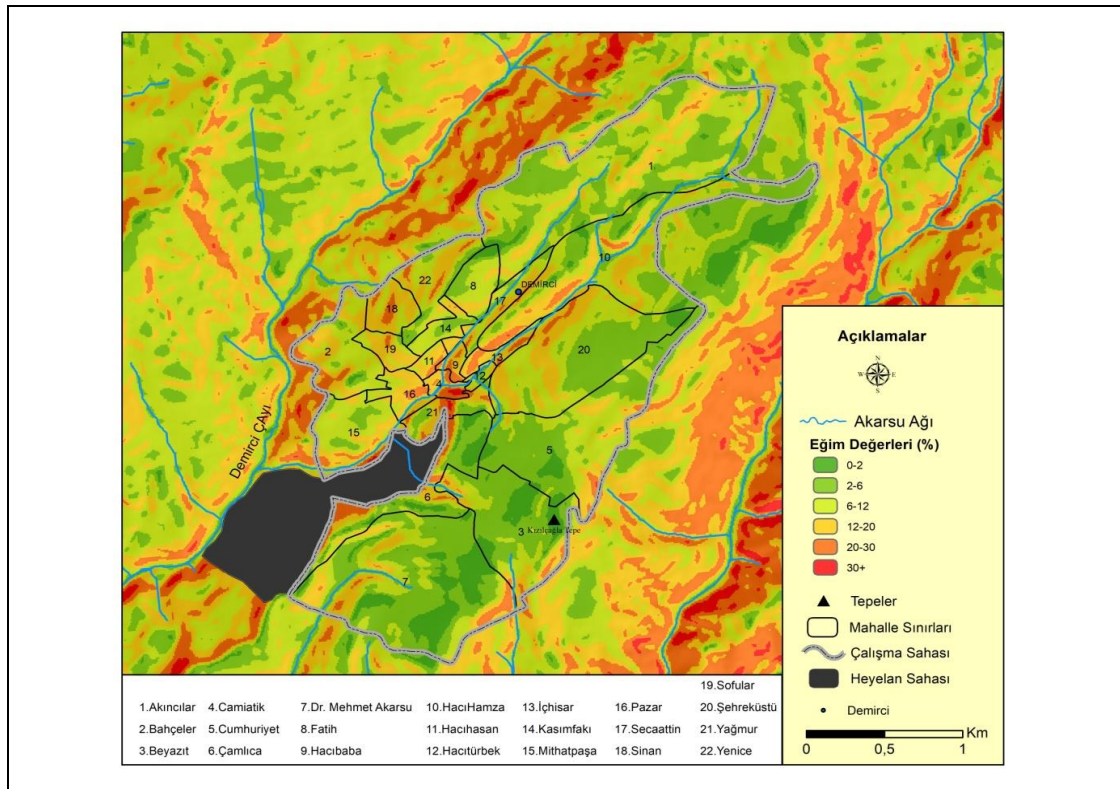 1
10
22
8
17
DEMİRCİ
18
14
2
19
11
9
13
20
12
4
16
21
15
5
Demirci ÇAyı
6
3 Kızılçağla Tepe
7
Açıklamalar
N
W E
S
Akarsu Ağı
Eğim Değerleri (%)
0-2
2-6
6-12
12-20
20-30
30+
Tepeler
Mahalle Sınırları
Çalışma Sahası
Heyelan Sahası
Demirci
Km
0 0,5 1
19.Sofular
1.Akıncılar 4.Camiatik 7.Dr. Mehmet Akarsu 10.HacıHamza 13.İçhisar 16.Pazar 20.Şehreküstü
2.Bahçeler 5.Cumhuriyet 8.Fatih 11.Hacıhasan 14.Kasımfakı 17.Secaattin 21.Yağmur
3.Beyazıt 6.Çamlıca 9.Hacıbaba 12.Hacıtürbek 15.Mithatpaşa 18.Sinan 22.Yenice